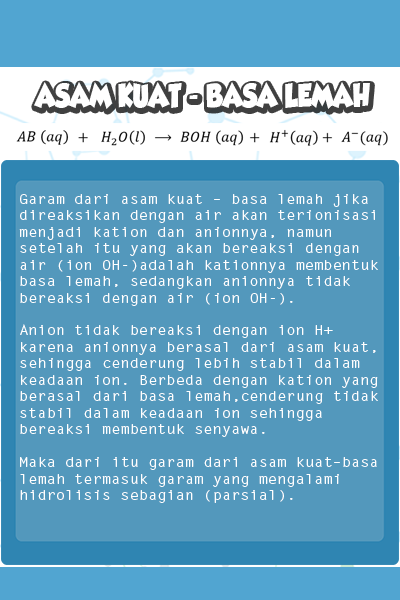 ASAM KUAT - BASA LEMAH
AB (aq) + H₂O(l) → BOH (aq) + H⁺(aq) + A⁻(aq)
Garam dari asam kuat - basa lemah jika
direaksikan dengan air akan terionisasi
menjadi kation dan anionnya, namun
setelah itu yang akan bereaksi dengan
air (ion OH-)adalah kationnya membentuk
basa lemah, sedangkan anionnya tidak
bereaksi dengan air (ion OH-).
Anion tidak bereaksi dengan ion H+
karena anionnya berasal dari asam kuat,
sehingga cenderung lebih stabil dalam
keadaan ion. Berbeda dengan kation yang
berasal dari basa lemah,cenderung tidak
stabil dalam keadaan ion sehingga
bereaksi membentuk senyawa.
Maka dari itu garam dari asam kuat-basa
lemah termasuk garam yang mengalami
hidrolisis sebagian (parsial).